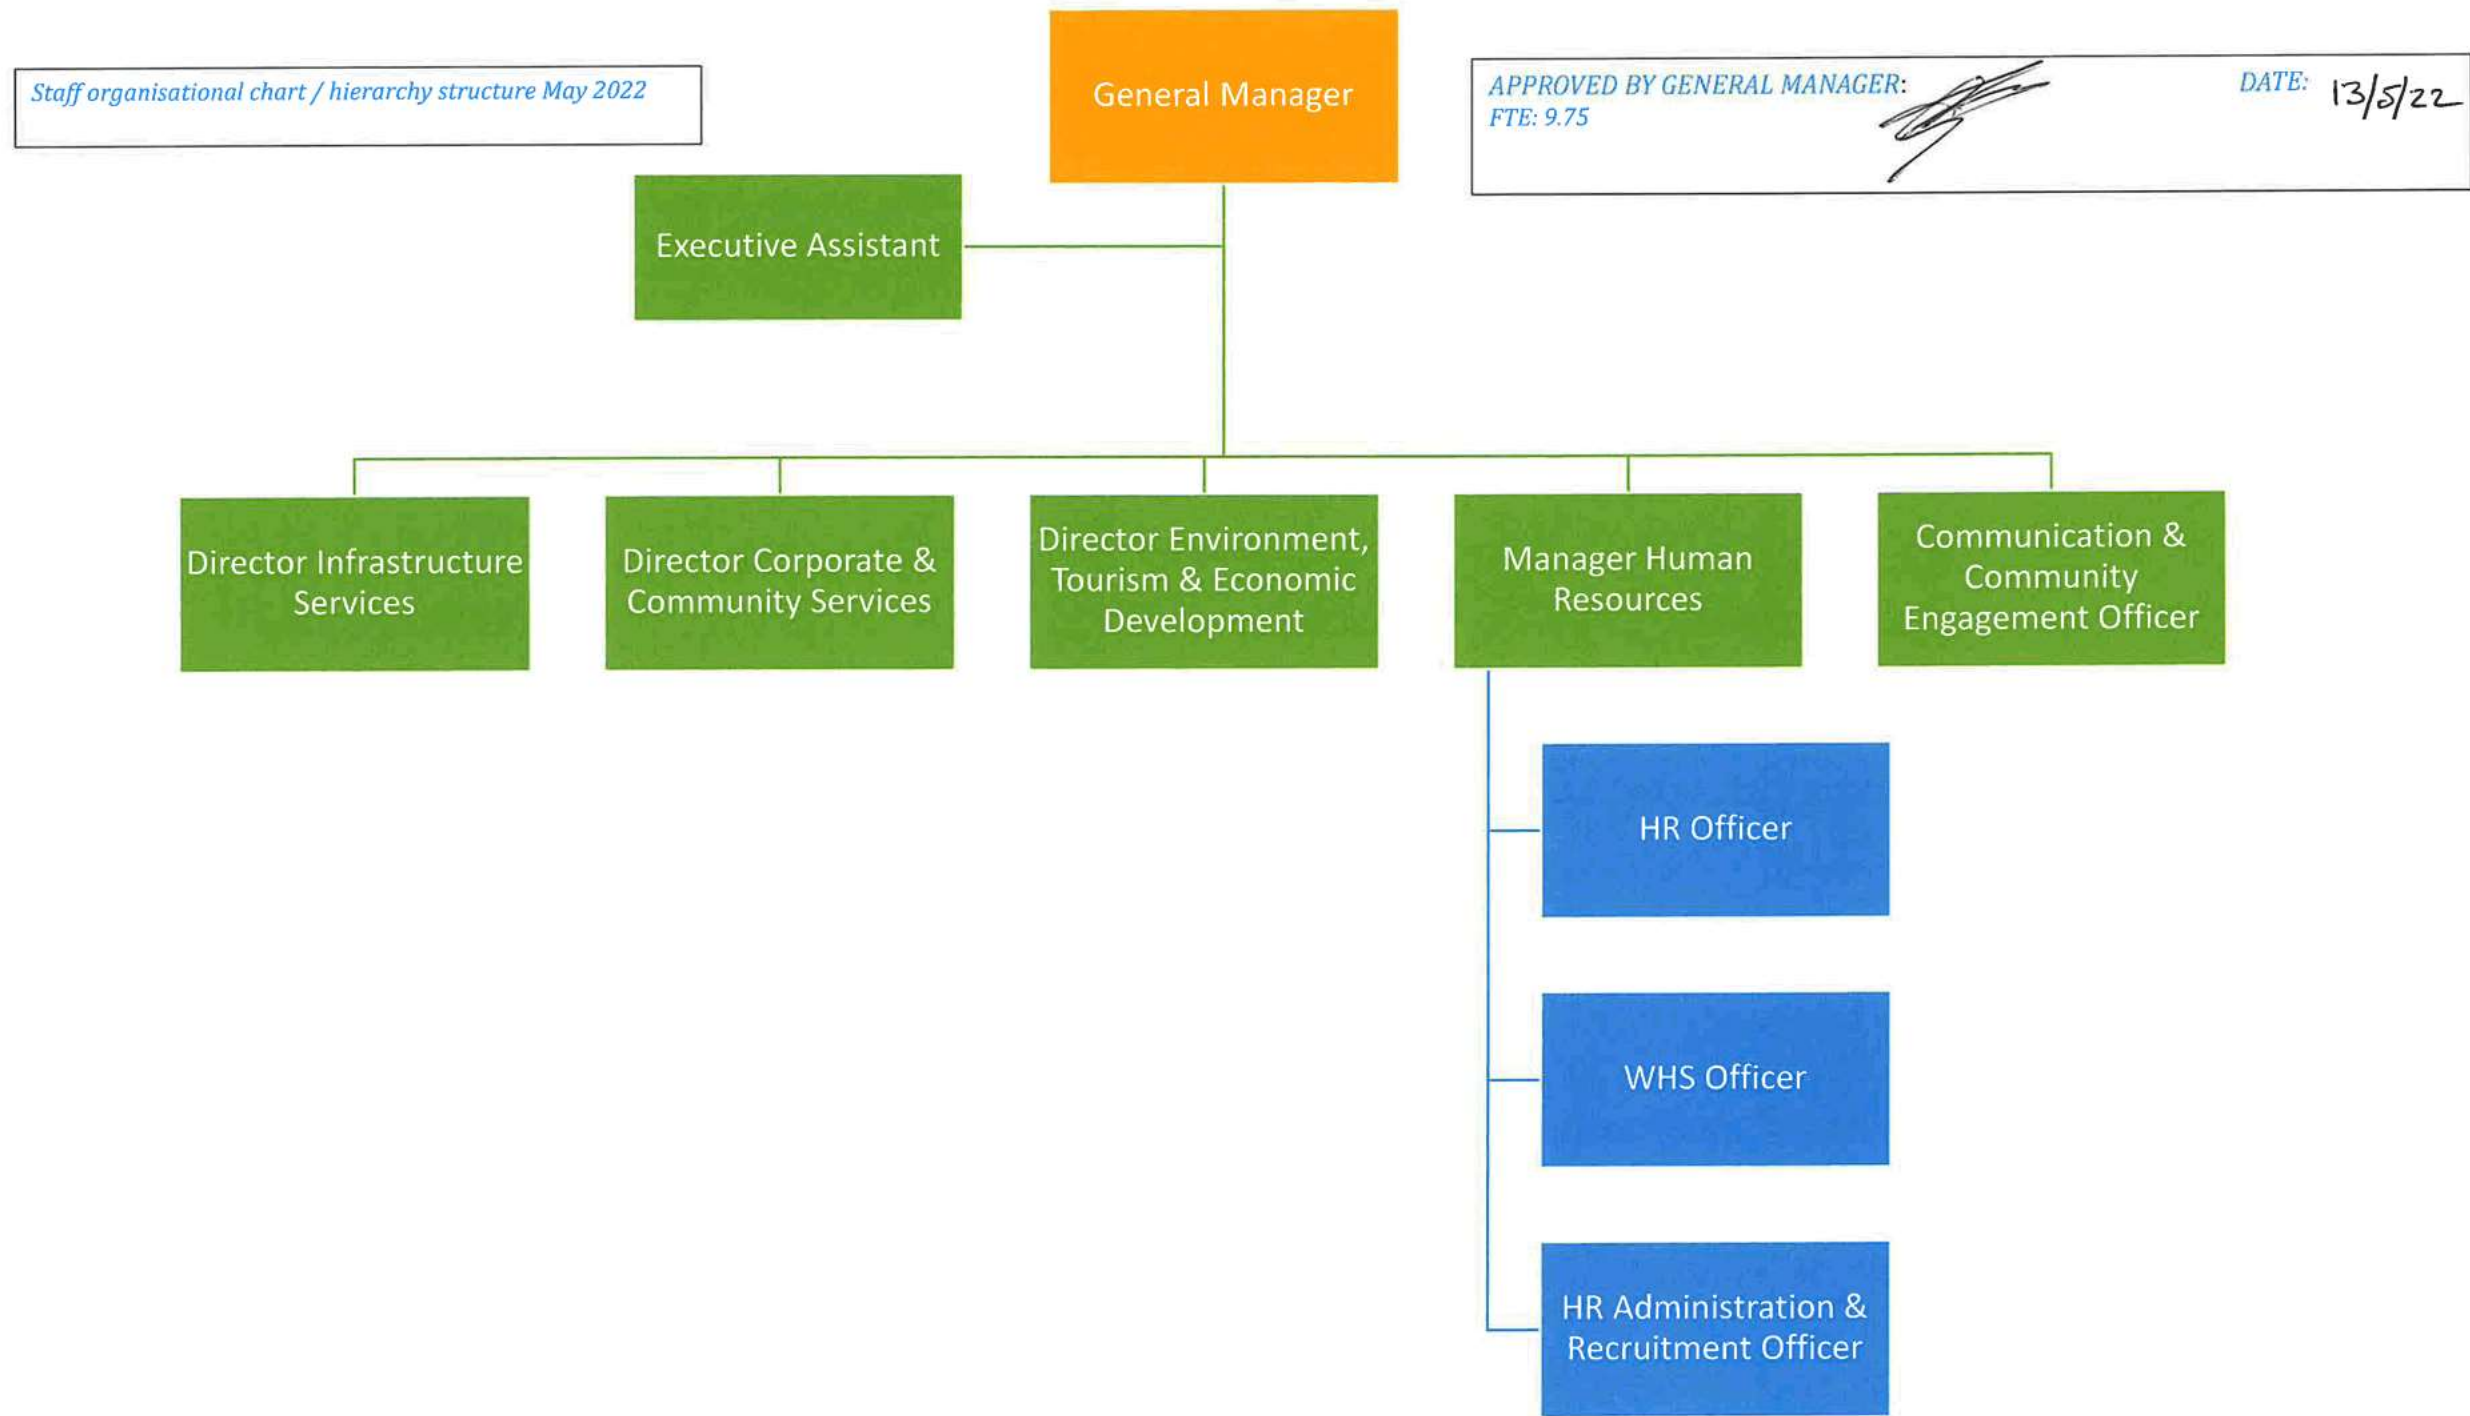 General Manager
Staff organisational chart / hierarchy structure May 2022
APPROVED BY GENERAL MANAGER:
DATE: 13/5/22
FTE: 9.75
Executive Assistant
Director Infrastructure
Services
Director Corporate &
Community Services
Director Environment,
Tourism & Economic
Development
Manager Human
Resources
Communication &
Community
Engagement Officer
HR Officer
WHS Officer
HR Administration &
Recruitment Officer